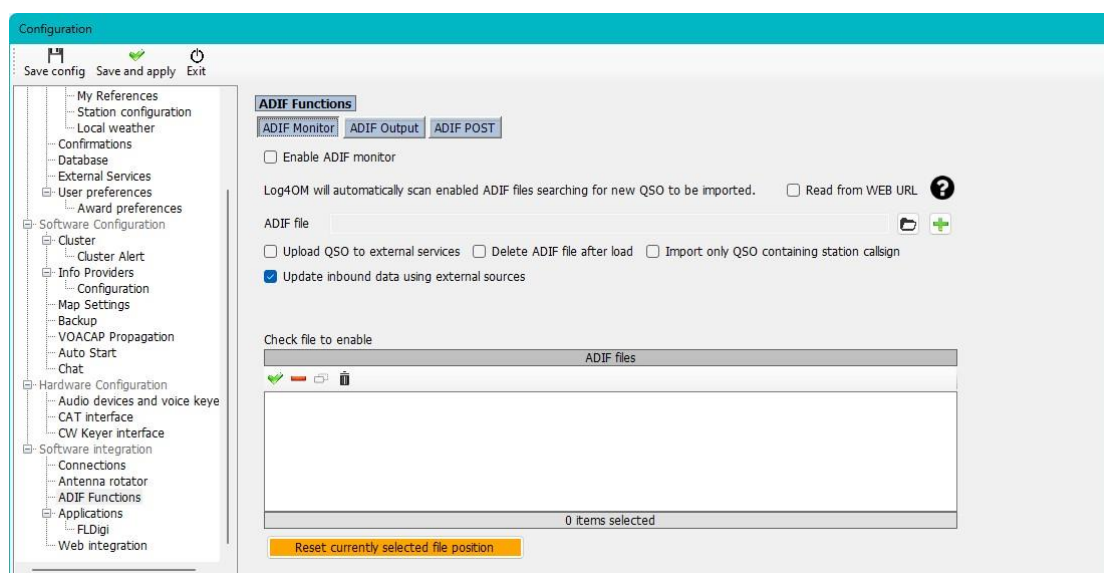 Configuration
Save config Save and apply Exit
My References
Station configuration
Local weather
Confirmations
Database
External Services
User preferences
Award preferences
Software Configuration
Cluster
Cluster Alert
Info Providers
Configuration
Map Settings
Backup
VOACAP Propagation
Auto Start
Chat
Hardware Configuration
Audio devices and voice keye
CAT interface
CW Keyer interface
Software integration
Connections
Antenna rotator
ADIF Functions
Applications
FLDigi
Web integration
ADIF Functions
ADIF Monitor ADIF Output ADIF POST
Enable ADIF monitor
Log4OM will automatically scan enabled ADIF files searching for new QSO to be imported. Read from WEB URL ?
ADIF file
Upload QSO to external services Delete ADIF file after load Import only QSO containing station callsign
Update inbound data using external sources
Check file to enable
ADIF files
0 items selected
Reset currently selected file position